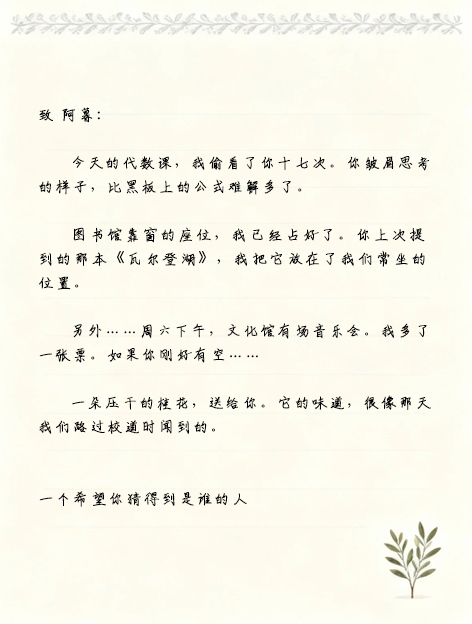 致 阿暮：
今天的代数课，我偷看了你十七次。你皱眉思考
的样子，比黑板上的公式难解多了。
图书馆靠窗的座位，我已经占好了。你上次提
到的那本《瓦尔登湖》，我把它放在了我们常坐的
位置。
另外……周六下午，文化馆有场音乐会。我多了
一张票。如果你刚好有空……
一朵压干的桂花，送给你。它的味道，很像那天
我们路过校道时闻到的。
一个希望你猜得到是谁的人